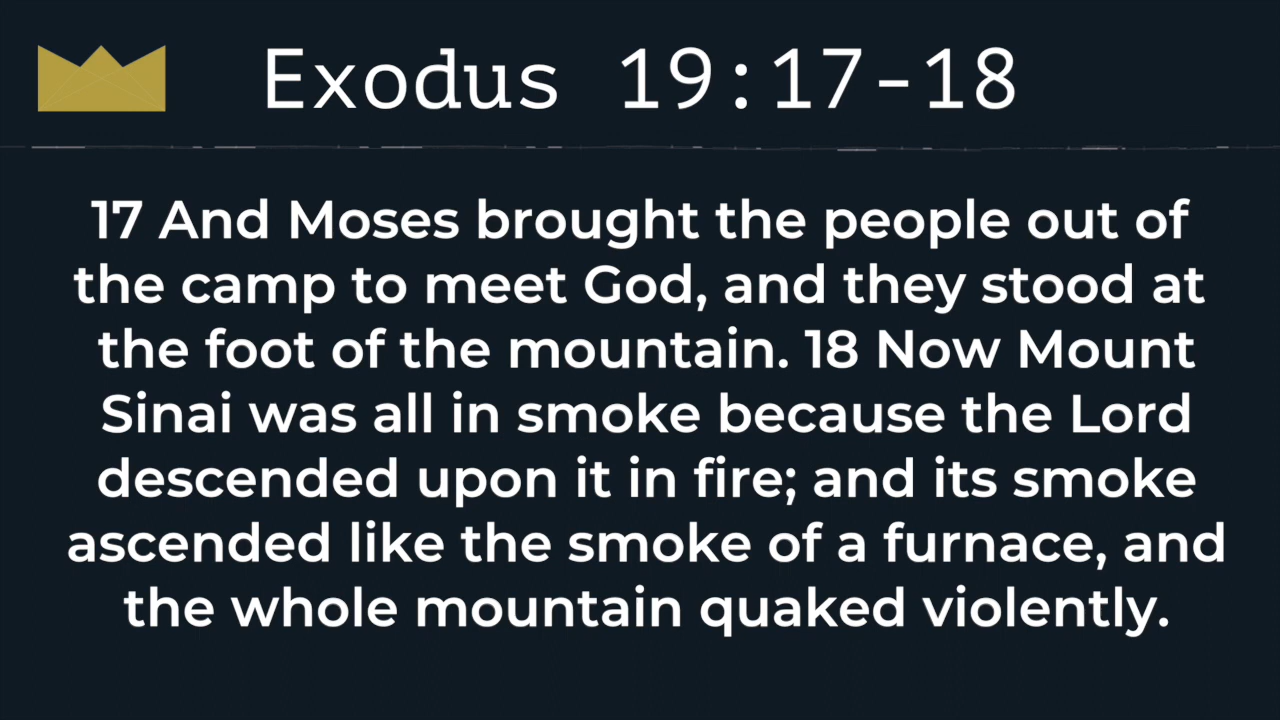 Exodus 19:17-18
17 And Moses brought the people out of
the camp to meet God, and they stood at
the foot of the mountain. 18 Now Mount
Sinai was all in smoke because the Lord
descended upon it in fire; and its smoke
ascended like the smoke of a furnace, and
the whole mountain quaked violently.